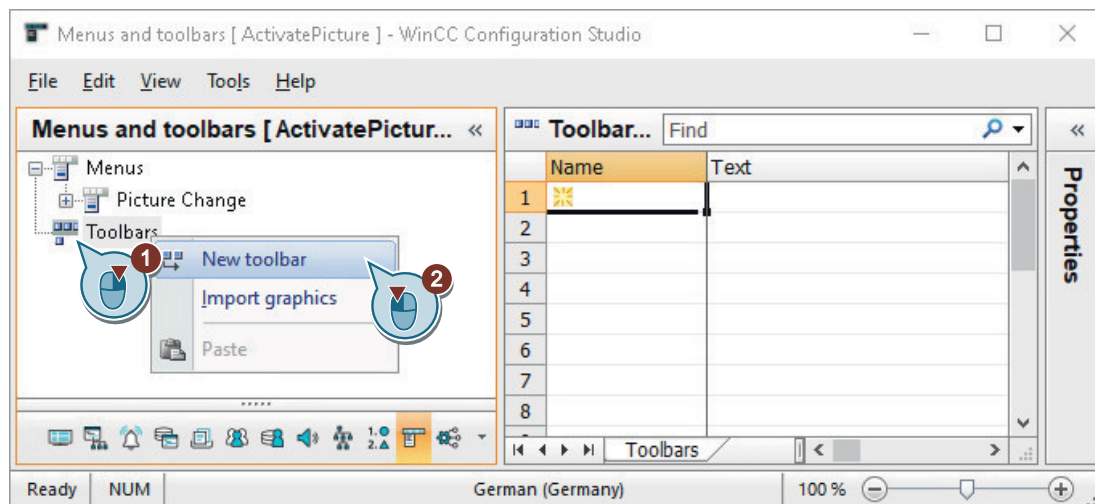 Menus and toolbars [ ActivatePicture ] - WinCC Configuration Studio
File Edit View Tools Help
Menus and toolbars [ ActivatePictur... «
Menus
Picture Change
Toolbars
1
New toolbar
2
Import graphics
Paste
Toolbar... Find
Name Text
1
2
3
4
5
6
7
8
Toolbars
«
Properties
Ready NUM German (Germany) 100 %